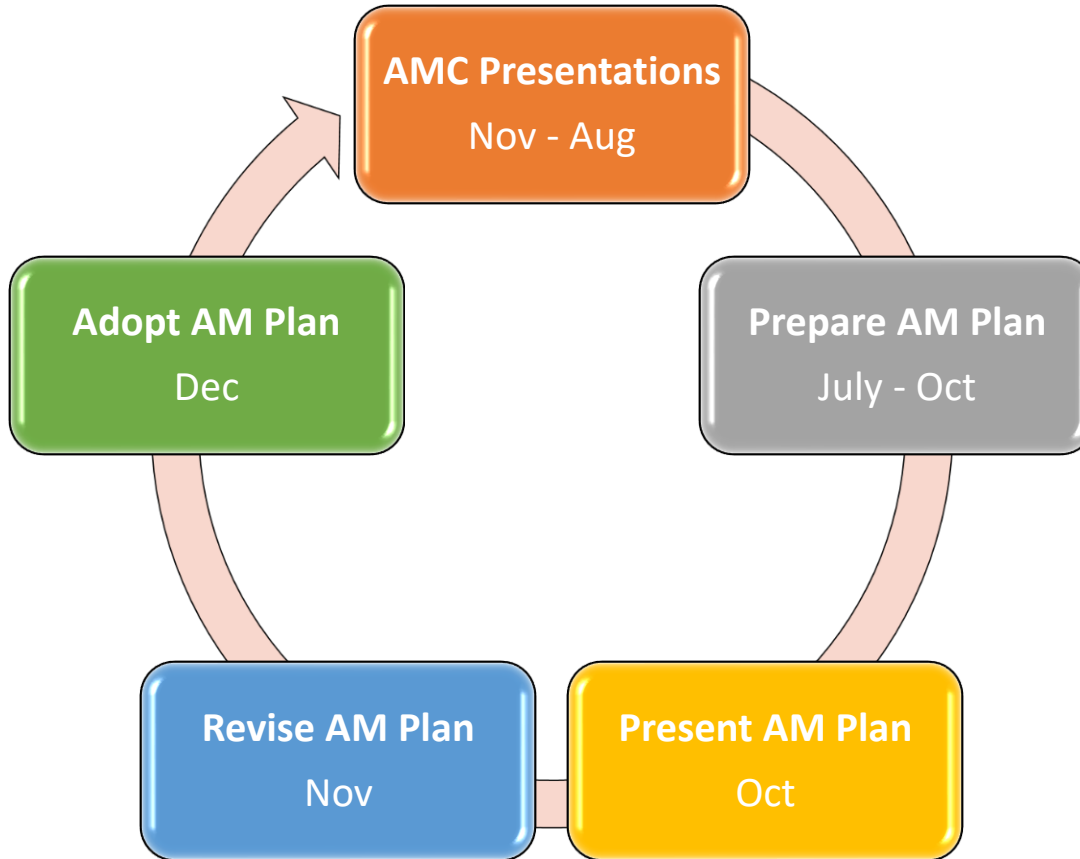 AMC Presentations
Nov - Aug
Prepare AM Plan
July - Oct
Present AM Plan
Oct
Revise AM Plan
Nov
Adopt AM Plan
Dec